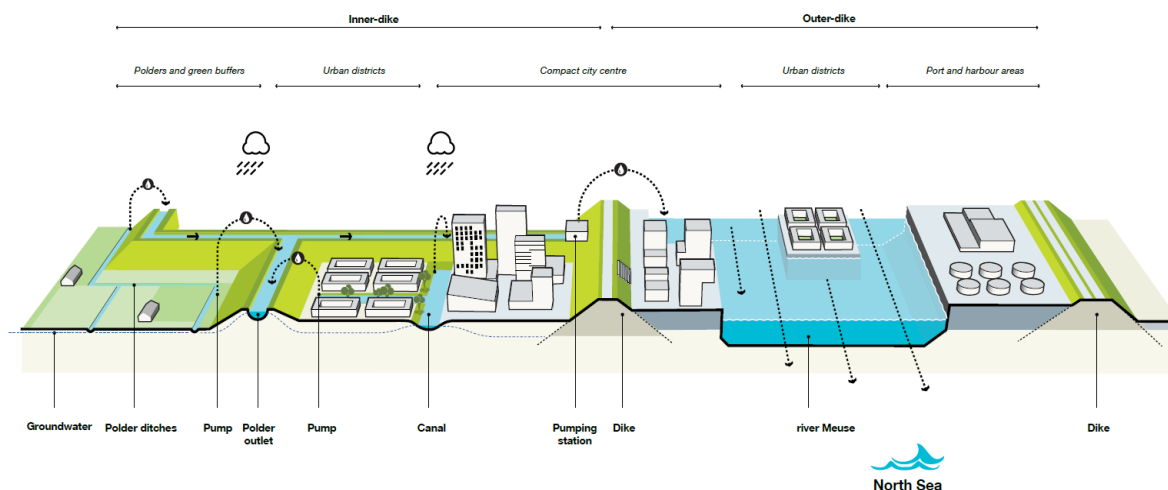 Inner-dike
Outer-dike
Polders and green buffers
Urban districts
Compact city centre
Urban districts
Port and harbour areas
Groundwater
Polder ditches
Pump
Polder
outlet
Pump
Canal
Pumping
station
Dike
river Meuse
Dike
North Sea